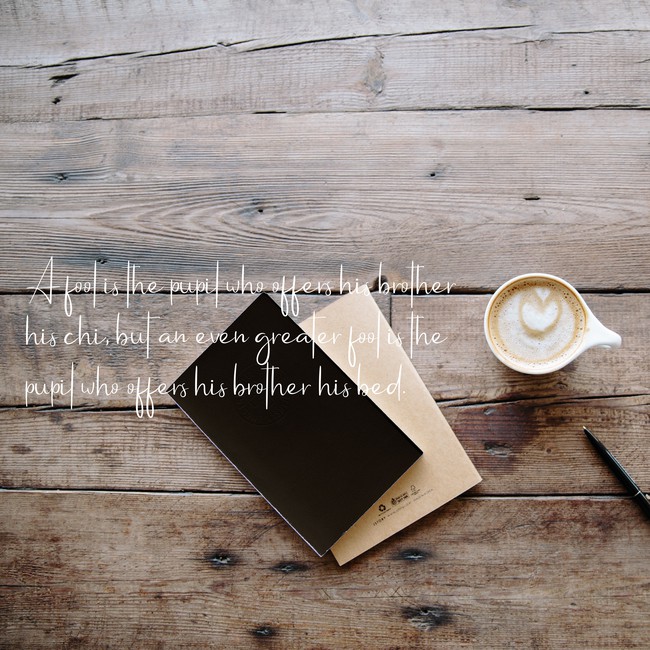 A fool is the pupil who offers his brother
his chi, but an even greater fool is the
pupil who offers his brother his bed.